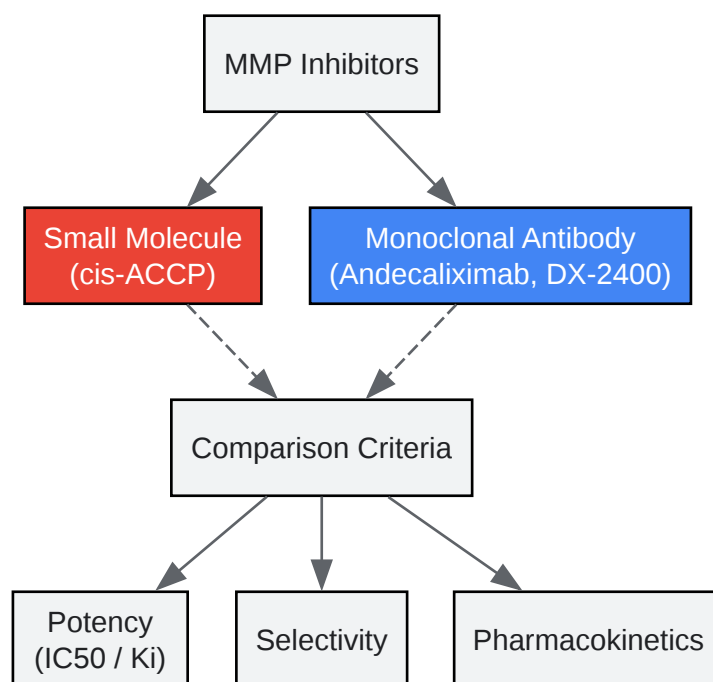 MMP Inhibitors
Small Molecule
(cis-ACCP)
Monoclonal Antibody
(Andecaliximab, DX-2400)
Comparison Criteria
Potency
(IC50 / Ki)
Selectivity
Pharmacokinetics